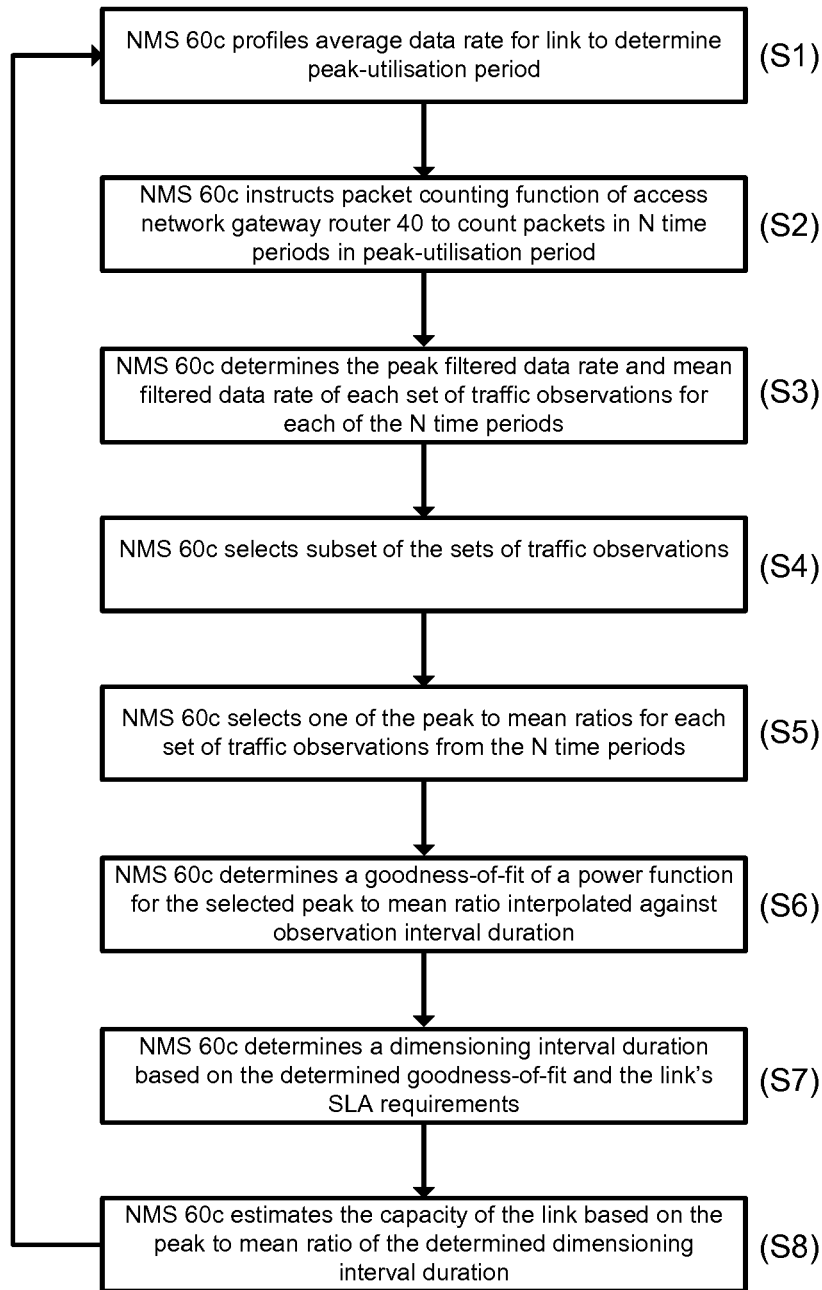 NMS 60c profiles average data rate for link to determine
peak-utilisation period
(S1)
NMS 60c instructs packet counting function of access
network gateway router 40 to count packets in N time
periods in peak-utilisation period
(S2)
NMS 60c determines the peak filtered data rate and mean
filtered data rate of each set of traffic observations for
each of the N time periods
(S3)
NMS 60c selects subset of the sets of traffic observations
(S4)
NMS 60c selects one of the peak to mean ratios for each
set of traffic observations from the N time periods
(S5)
NMS 60c determines a goodness-of-fit of a power function
for the selected peak to mean ratio interpolated against
observation interval duration
(S6)
NMS 60c determines a dimensioning interval duration
based on the determined goodness-of-fit and the link's
SLA requirements
(S7)
NMS 60c estimates the capacity of the link based on the
peak to mean ratio of the determined dimensioning
interval duration
(S8)